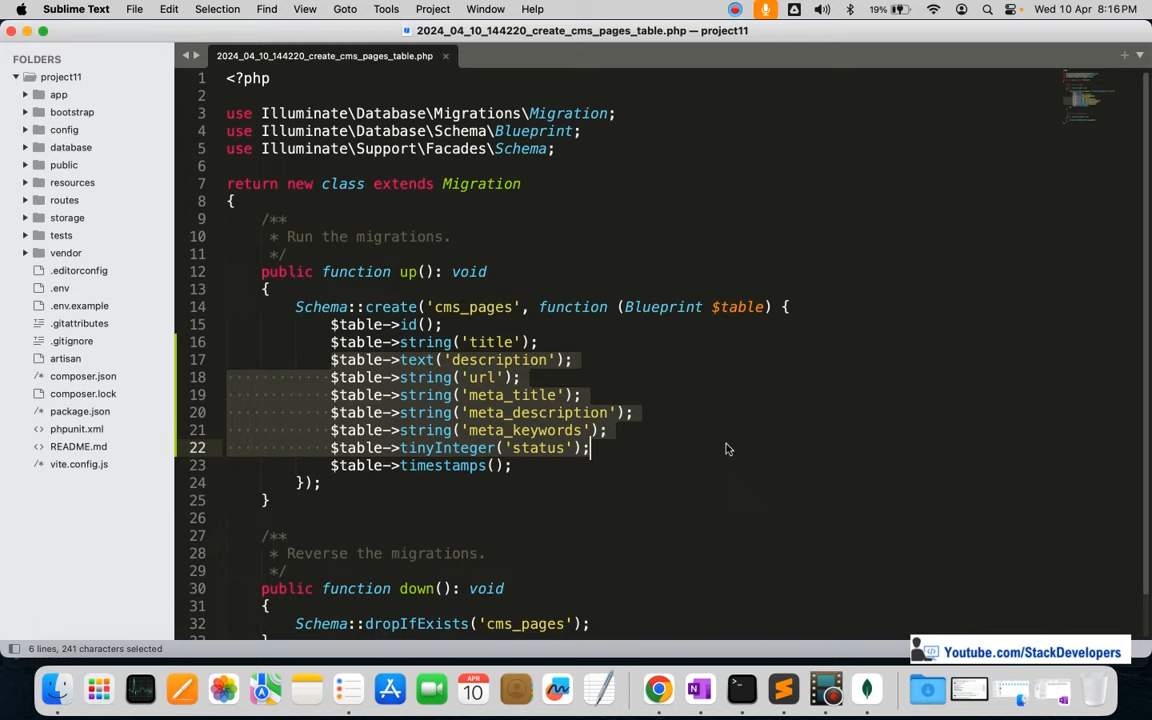 Sublime Text File Edit Selection Find View Goto Tools Project Window Help 19% Wed 10 Apr 8:16 PM
2024_04_10_144220_create_cms_pages_table.php — project11
FOLDERS
project11
app
bootstrap
config
database
public
resources
routes
storage
tests
vendor
.editorconfig
.env
.env.example
.gitattributes
.gitignore
artisan
composer.json
composer.lock
package.json
phpunit.xml
README.md
vite.config.js
2024_04_10_144220_create_cms_pages_table.php
1 <?php
2
3 use Illuminate\Database\Migrations\Migration;
4 use Illuminate\Database\Schema\Blueprint;
5 use Illuminate\Support\Facades\Schema;
6
7 return new class extends Migration
8 {
9 /**
10 * Run the migrations.
11 */
12 public function up(): void
13 {
14 Schema::create('cms_pages', function (Blueprint $table) {
15 $table->id();
16 $table->string('title');
17 $table->text('description');
18 $table->string('url');
19 $table->string('meta_title');
20 $table->string('meta_description');
21 $table->string('meta_keywords');
22 $table->tinyInteger('status');
23 $table->timestamps();
24 });
25 }
26
27 /**
28 * Reverse the migrations.
29 */
30 public function down(): void
31 {
32 Schema::dropIfExists('cms_pages');
33 }
6 lines, 241 characters selected
Youtube.com/StackDevelopers
APR
10